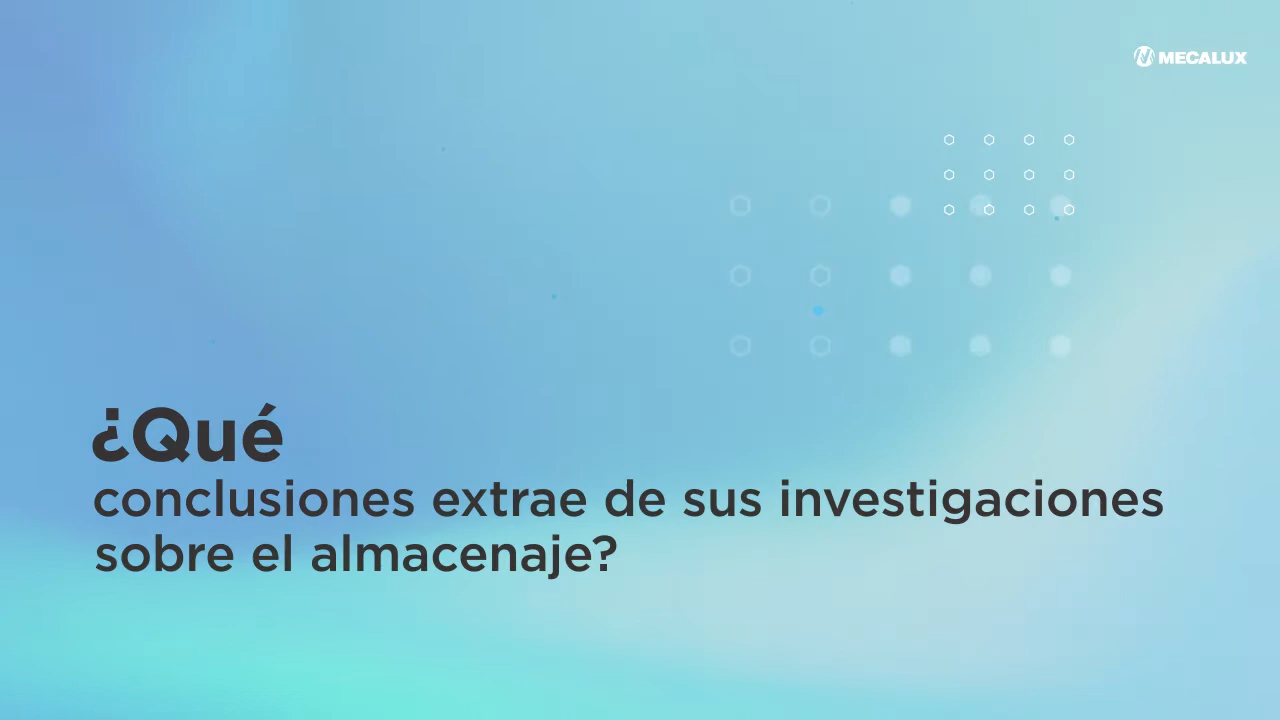 MECALUX
¿Qué
conclusiones extrae de sus investigaciones
sobre el almacenaje?